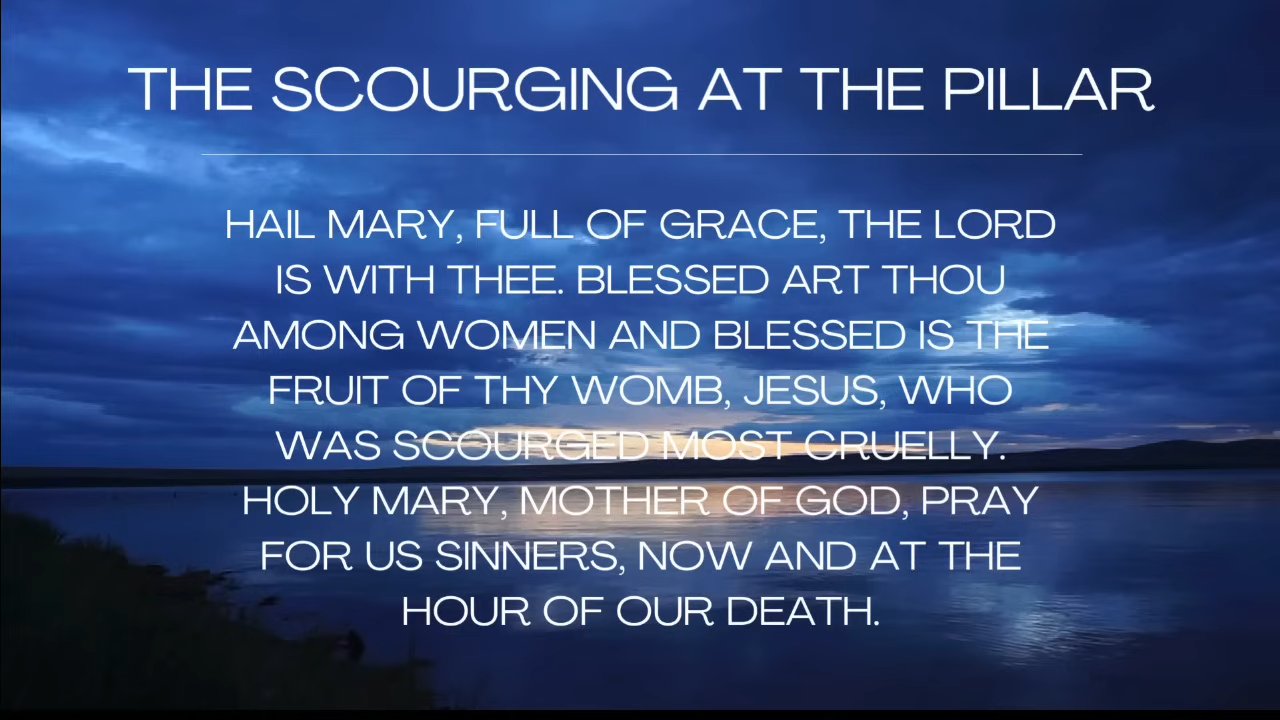 THE SCOURGING AT THE PILLAR
HAIL MARY, FULL OF GRACE, THE LORD
IS WITH THEE. BLESSED ART THOU
AMONG WOMEN AND BLESSED IS THE
FRUIT OF THY WOMB, JESUS, WHO
WAS SCOURGED MOST CRUELLY.
HOLY MARY, MOTHER OF GOD, PRAY
FOR US SINNERS, NOW AND AT THE
HOUR OF OUR DEATH.